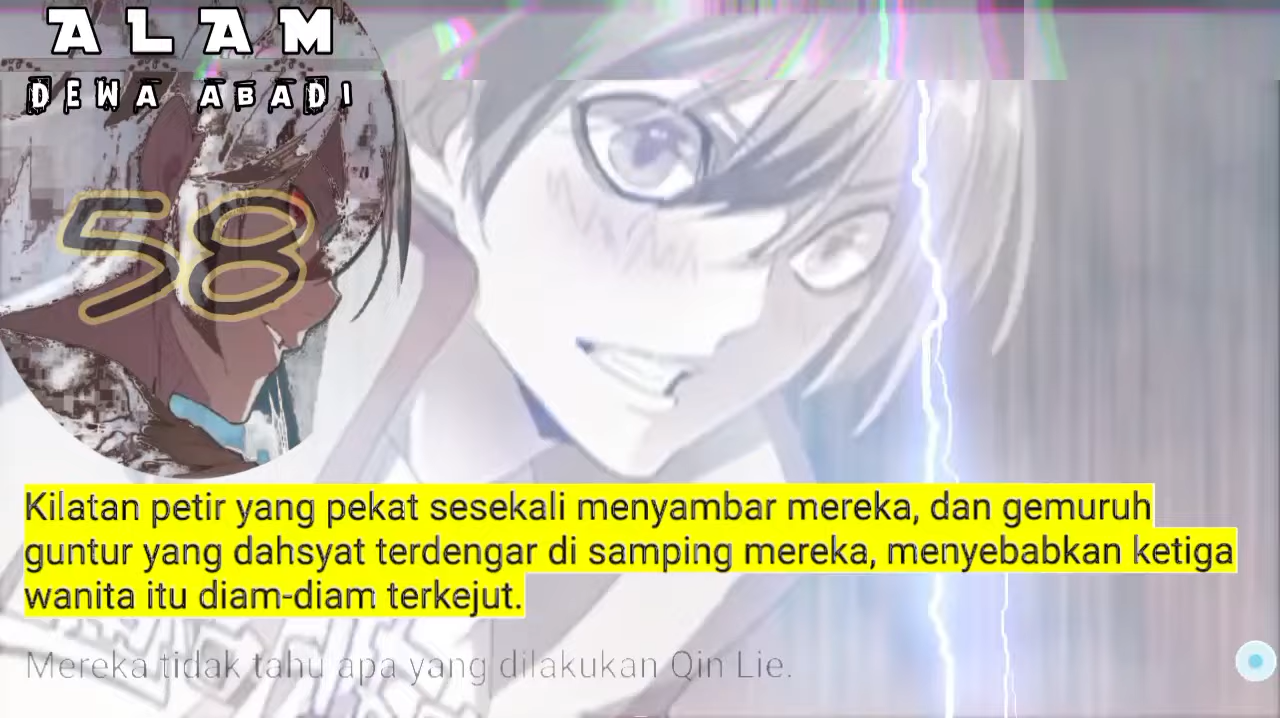 ALAM
DEWA ABADI
58
Kilatan petir yang pekat sesekali menyambar mereka, dan gemuruh
guntur yang dahsyat terdengar di samping mereka, menyebabkan ketiga
wanita itu diam-diam terkejut.
Mereka tidak tahu apa yang dilakukan Qin Lie.